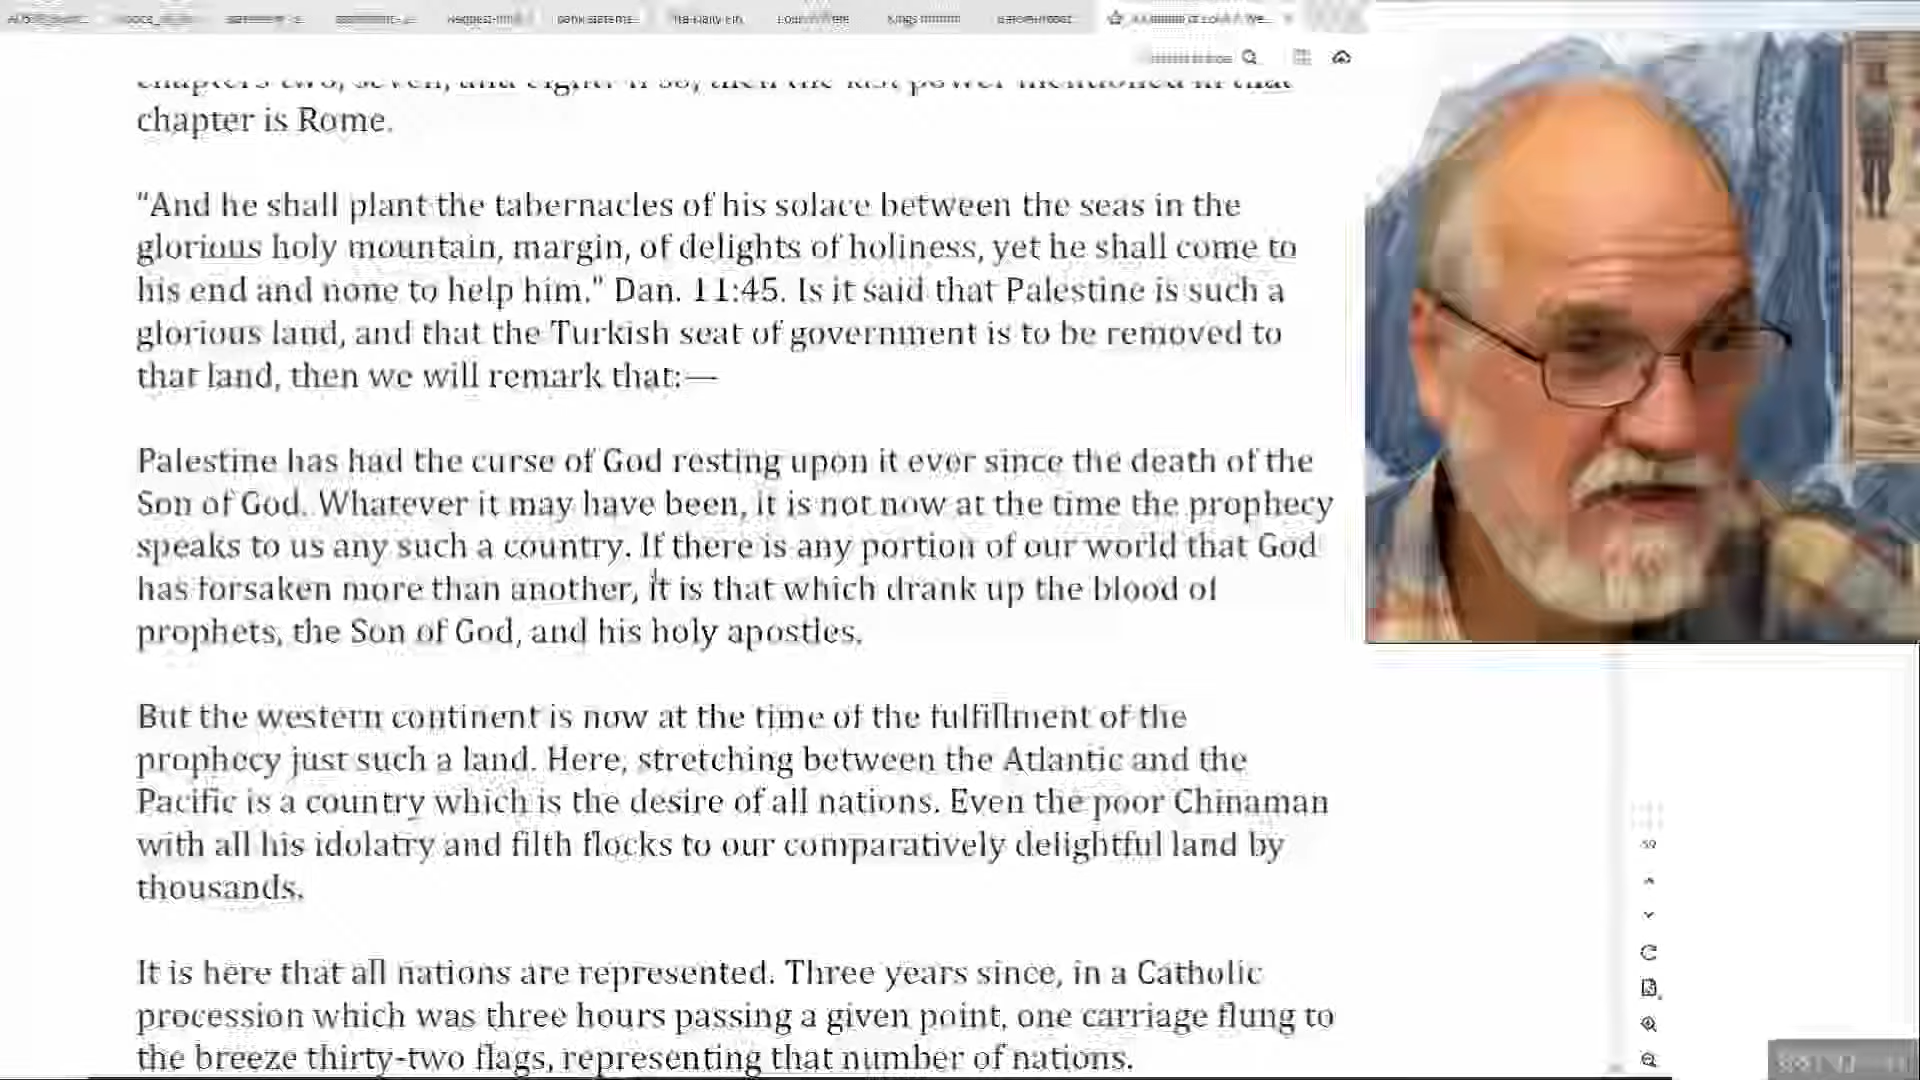 chapter is Rome.
“And he shall plant the tabernacles of his solace between the seas in the
glorious holy mountain, margin, of delights of holiness, yet he shall come to
his end and none to help him.” Dan. 11:45. Is it said that Palestine is such a
glorious land, and that the Turkish seat of government is to be removed to
that land, then we will remark that:—
Palestine has had the curse of God resting upon it ever since the death of the
Son of God. Whatever it may have been, it is not now at the time the prophecy
speaks to us any such a country. If there is any portion of our world that God
has forsaken more than another, it is that which drank up the blood of
prophets, the Son of God, and his holy apostles.
But the western continent is now at the time of the fulfillment of the
prophecy just such a land. Here, stretching between the Atlantic and the
Pacific is a country which is the desire of all nations. Even the poor Chinaman
with all his idolatry and filth flocks to our comparatively delightful land by
thousands.
It is here that all nations are represented. Three years since, in a Catholic
procession which was three hours passing a given point, one carriage flung to
the breeze thirty-two flags, representing that number of nations.